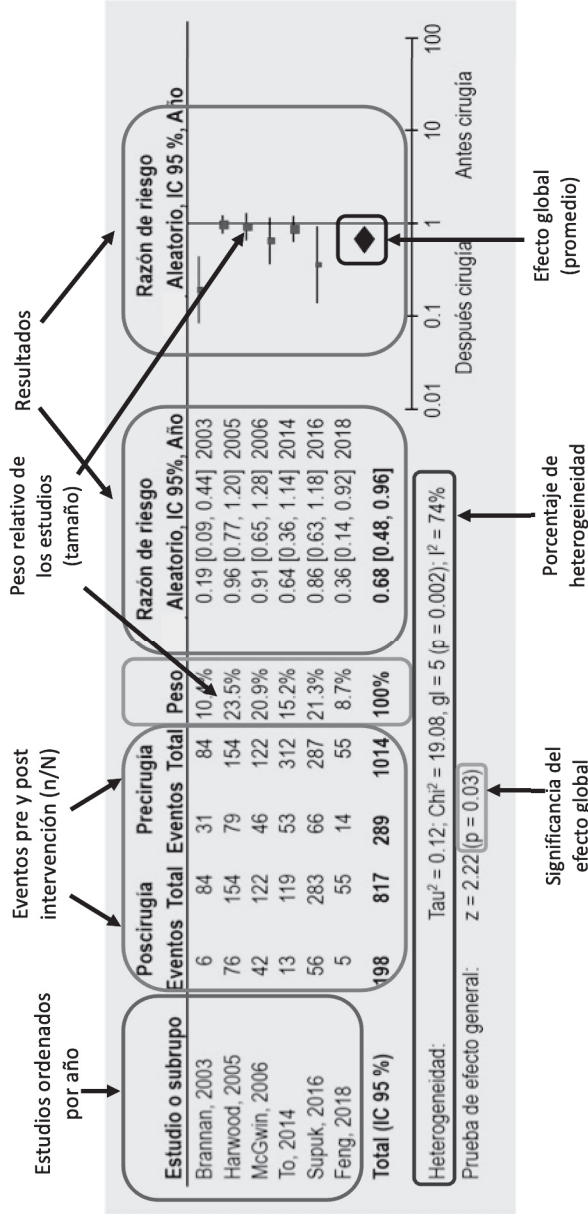 Estudios ordenados
por año
Eventos pre y post
intervención (n/N)
Peso relativo de
los estudios
(tamaño)
Resultados
Poscirugia Precirugia Razón de riesgo Razón de riesgo
Estudio o subrupo Eventos Total Eventos Total Peso Aleatorio, IC 95%, Año Aleatorio, IC 95 %, Año
Brannan, 2003 6 84 31 84 0.19 [0.09, 0.44] 2003
Harwood, 2005 76 154 79 154 23.5% 0.96 [0.77, 1.20] 2005
McGwin, 2006 42 122 46 122 20.9% 0.91 [0.65, 1.28] 2006
To, 2014 13 119 53 312 15.2% 0.64 [0.36, 1.14] 2014
Supuk, 2016 56 283 66 287 21.3% 0.86 [0.63, 1.18] 2016
Feng, 2018 5 55 14 55 8.7% 0.36 [0.14, 0.92] 2018
Total (IC 95 %) 198 817 289 1014 100% 0.68 [0.48, 0.96]
Heterogeneidad: Tau² = 0.12; Chi² = 19.08, gl = 5 (p = 0.002); I² = 74%
Prueba de efecto general: z = 2.22 (p = 0.03)
0.01 0.1 1 10 100
Después cirugía Antes cirugía
Significancia del
efecto global
Porcentaje de
heterogeneidad
Efecto global
(promedio)